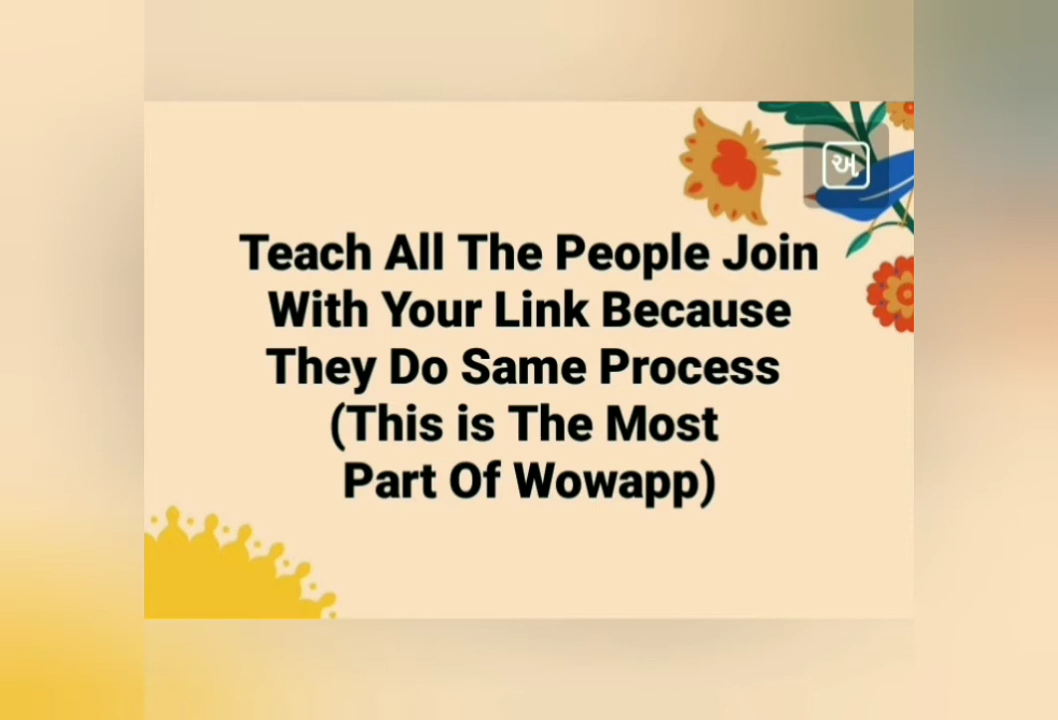 અ
Teach All The People Join
With Your Link Because
They Do Same Process
(This is The Most
Part Of Wowapp)